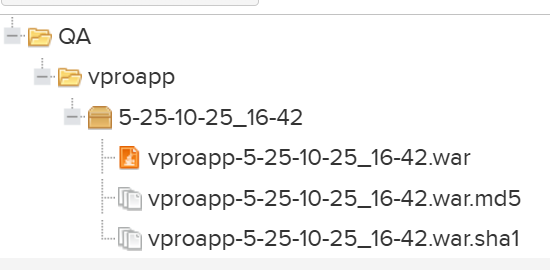 QA
vproapp
5-25-10-25_16-42
vproapp-5-25-10-25_16-42.war
vproapp-5-25-10-25_16-42.war.md5
vproapp-5-25-10-25_16-42.war.sha1